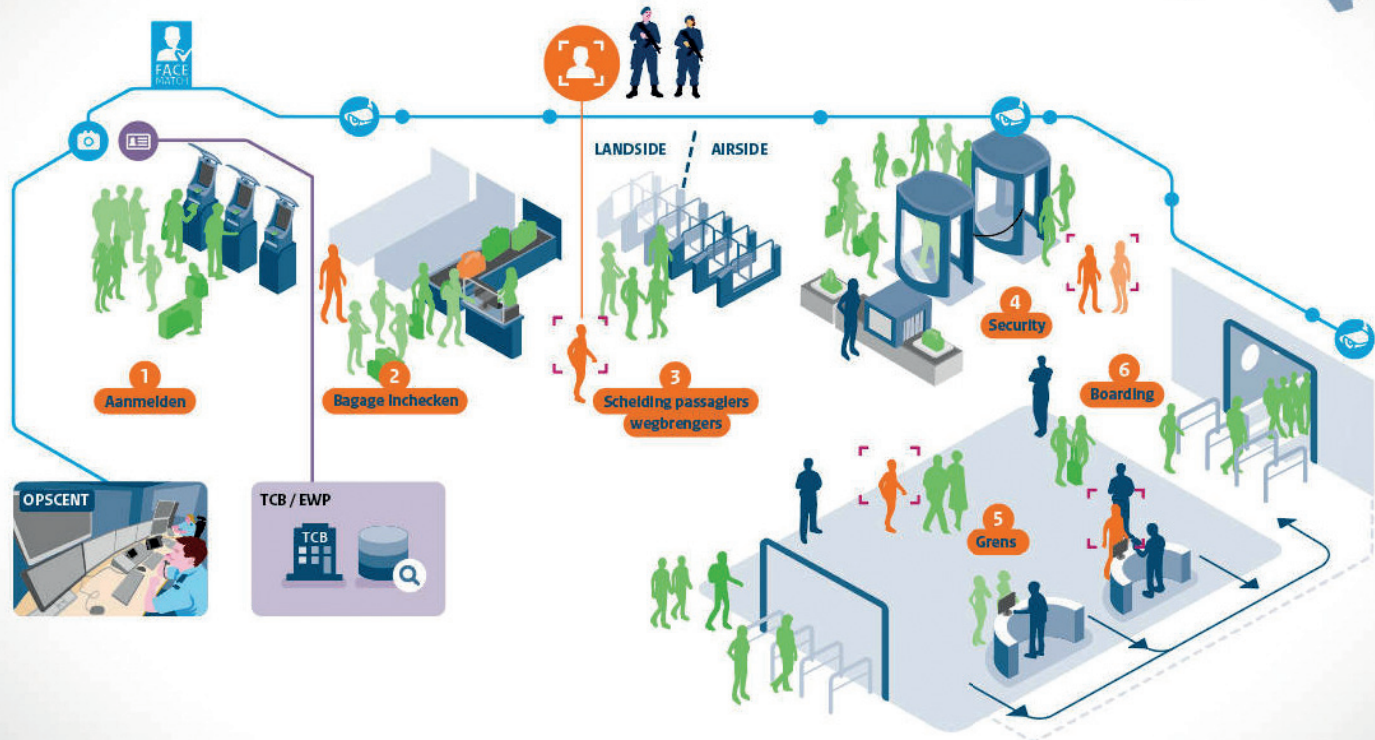 FACE
MATCH
LANDSIDE
AIRSIDE
1
Aanmelden
2
Bagage inchecken
3
Scheiding passagiers
wegbrengers
4
Security
6
Boarding
5
Grens
OPSCENT
TCB / EWP
TCB